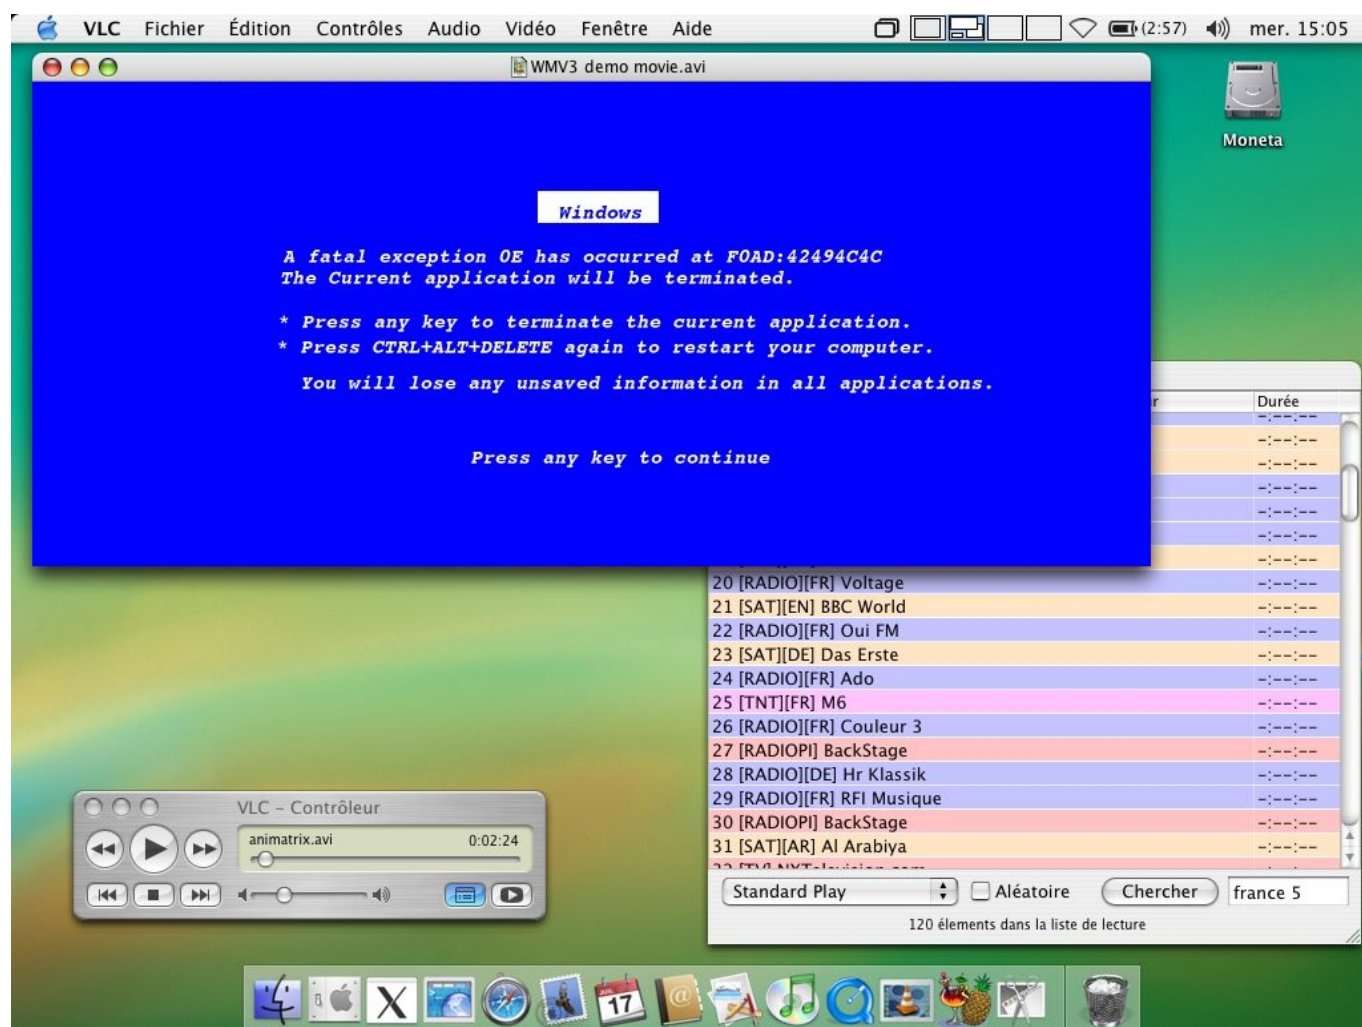 VLC Fichier Édition Contrôles Audio Vidéo Fenêtre Aide (2:57) mer. 15:05
WMV3 demo movie.avi
Moneta
Windows
A fatal exception 0E has occurred at F0AD:42494C4C
The Current application will be terminated.
* Press any key to terminate the current application.
* Press CTRL+ALT+DELETE again to restart your computer.
You will lose any unsaved information in all applications.
Press any key to continue
Durée
-:--:--
-:--:--
-:--:--
-:--:--
-:--:--
-:--:--
-:--:--
20 [RADIO][FR] Voltage -:--:--
21 [SAT][EN] BBC World -:--:--
22 [RADIO][FR] Oui FM -:--:--
23 [SAT][DE] Das Erste -:--:--
24 [RADIO][FR] Ado -:--:--
25 [TNT][FR] M6 -:--:--
26 [RADIO][FR] Couleur 3 -:--:--
27 [RADIOPI] BackStage -:--:--
28 [RADIO][DE] Hr Klassik -:--:--
29 [RADIO][FR] RFI Musique -:--:--
30 [RADIOPI] BackStage -:--:--
31 [SAT][AR] Al Arabiya -:--:--
Standard Play Aléatoire Chercher france 5
120 élements dans la liste de lecture
VLC - Contrôleur
animatrix.avi 0:02:24
17